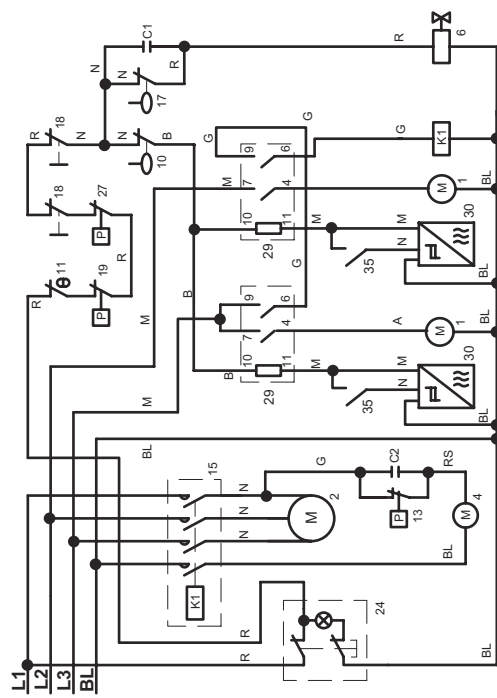 C1
N
N
R
17
R
6
18
R
N
N
B
10
18
27
P
R
θ 11
R
19
P
G
9
6
G
K1
M
7
4
M
1
BL
10
11
29
M
M
N
35
30
BL
G
B
M
9
6
7
4
A
M
1
BL
B
10
11
29
M
M
N
35
30
BL
M
BL
15
K1
N
N
N
M
2
G
C2
P
13
RS
M
4
BL
R
R
24
BL
L1
L2
L3
BL